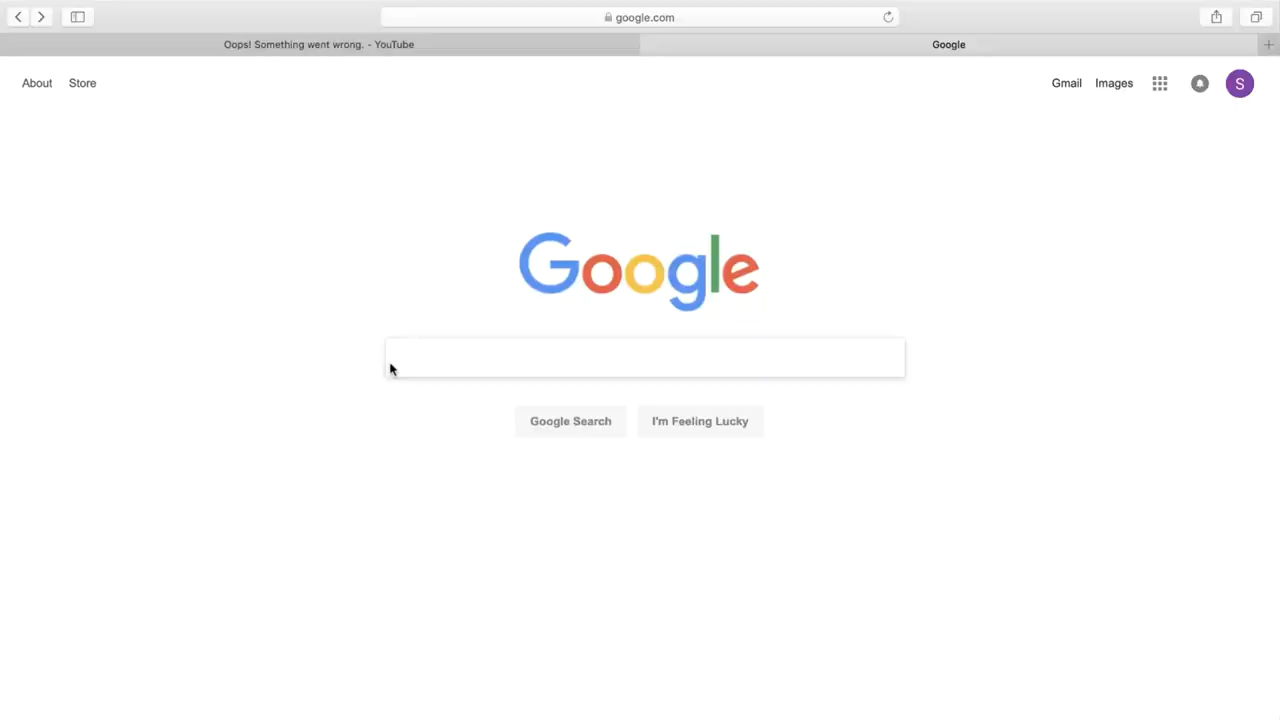 google.com
Oops! Something went wrong. - YouTube
Google
About Store
Gmail Images S
Google
Google Search I'm Feeling Lucky